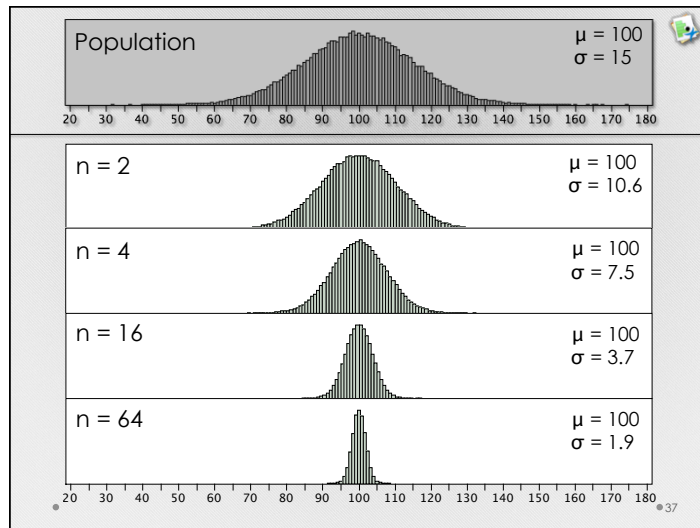 Population
μ = 100
σ = 15
20 30 40 50 60 70 80 90 100 110 120 130 140 150 160 170 180
n = 2
μ = 100
σ = 10.6
n = 4
μ = 100
σ = 7.5
n = 16
μ = 100
σ = 3.7
n = 64
μ = 100
σ = 1.9
20 30 40 50 60 70 80 90 100 110 120 130 140 150 160 170 180
37